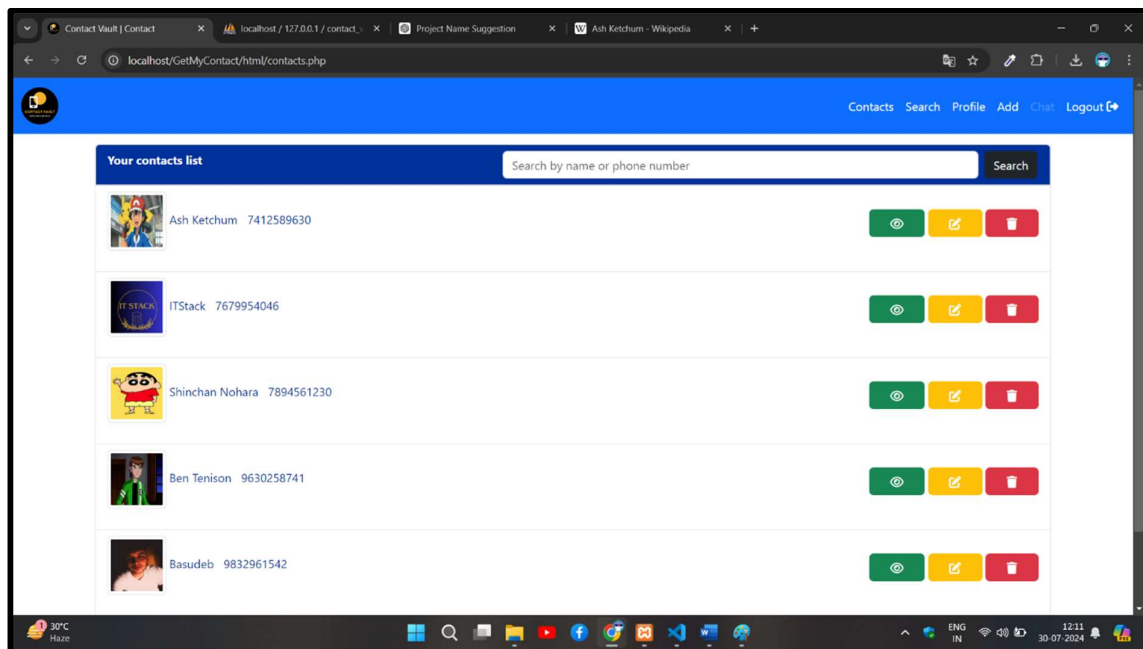 Contact Vault | Contact
localhost / 127.0.0.1 / contact_v
Project Name Suggestion
W Ash Ketchum - Wikipedia
localhost/GetMyContact/html/contacts.php
CONTACT VAULT
Contacts Search Profile Add Chat Logout
Your contacts list
Search by name or phone number
Search
Ash Ketchum 7412589630
IT STACK
ITStack 7679954046
Shinchan Nohara 7894561230
Ben Tenison 9630258741
Basudeb 9832961542
1
30°C
Haze
ENG
IN
12:11
30-07-2024